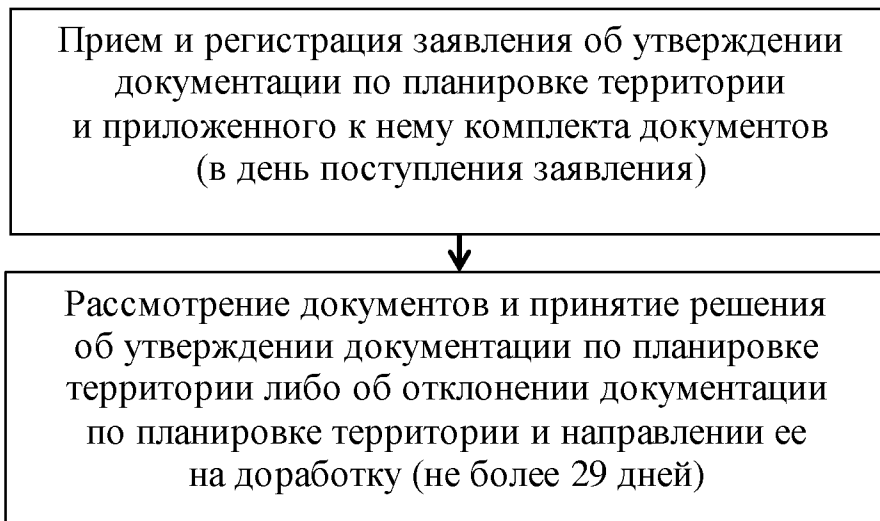 Прием и регистрация заявления об утверждении
документации по планировке территории
и приложенного к нему комплекта документов
(в день поступления заявления)
Рассмотрение документов и принятие решения
об утверждении документации по планировке
территории либо об отклонении документации
по планировке территории и направлении ее
на доработку (не более 29 дней)